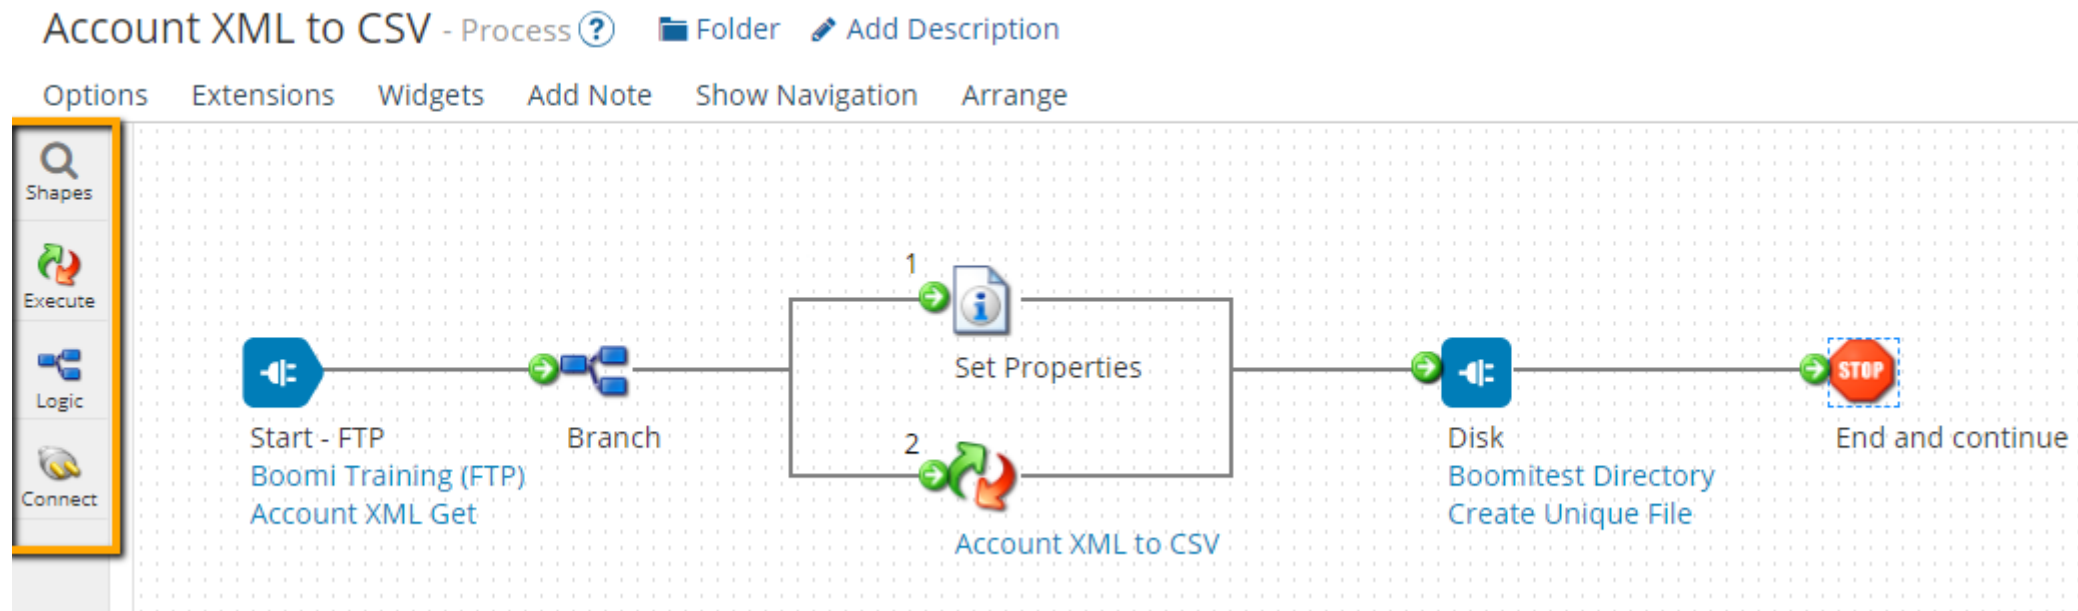 Account XML to CSV - Process ? Folder Add Description
Options Extensions Widgets Add Note Show Navigation Arrange
Shapes
Execute
Logic
Connect
Start - FTP
Boomi Training (FTP)
Account XML Get
Branch
1
i
Set Properties
2
Account XML to CSV
Disk
Boomitest Directory
Create Unique File
STOP
End and continue